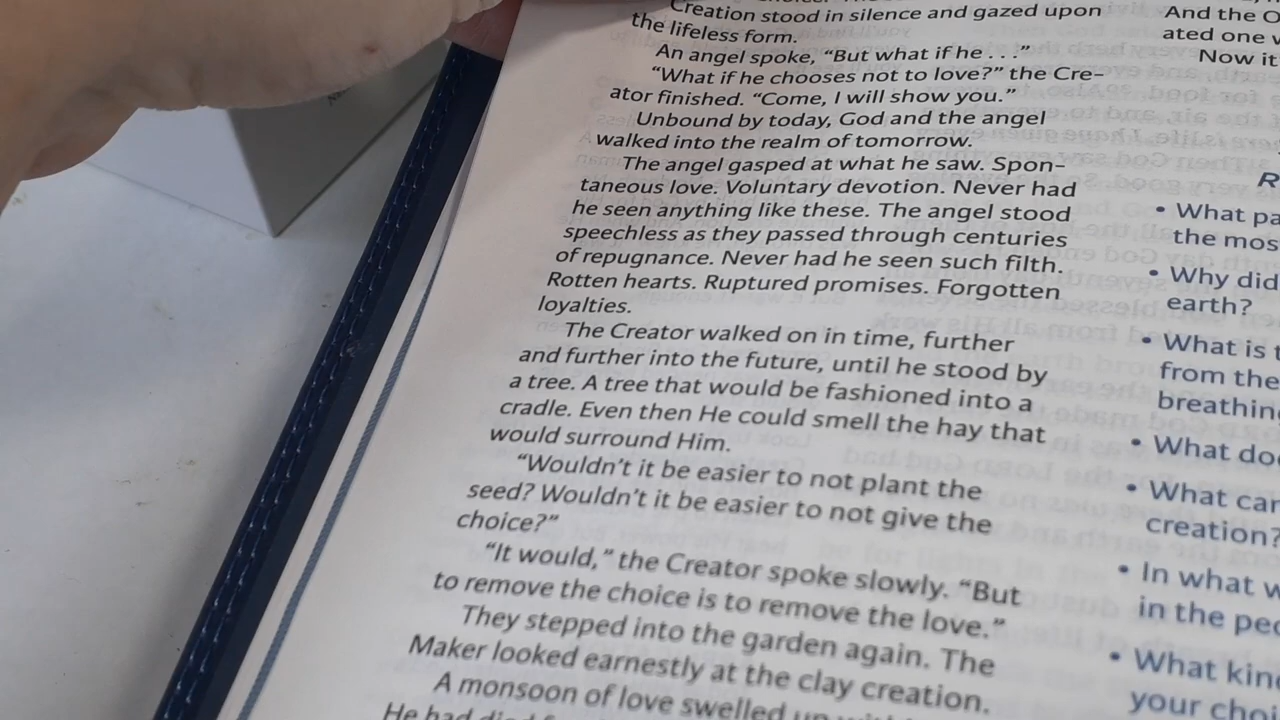 Creation stood in silence and gazed upon
the lifeless form.
An angel spoke, “But what if he . . .”
“What if he chooses not to love?” the Cre-
ator finished. “Come, I will show you.”
Unbound by today, God and the angel
walked into the realm of tomorrow.
The angel gasped at what he saw. Spon-
taneous love. Voluntary devotion. Never had
he seen anything like these. The angel stood
speechless as they passed through centuries
of repugnance. Never had he seen such filth.
Rotten hearts. Ruptured promises. Forgotten
loyalties.
The Creator walked on in time, further
and further into the future, until he stood by
a tree. A tree that would be fashioned into a
cradle. Even then He could smell the hay that
would surround Him.
“Wouldn’t it be easier to not plant the
seed? Wouldn’t it be easier to not give the
choice?”
“It would,” the Creator spoke slowly. “But
to remove the choice is to remove the love.”
They stepped into the garden again. The
Maker looked earnestly at the clay creation.
A monsoon of love swelled up
He had died
And the
ated one
Now it
• What
the
• Why did
earth?
• What is
from the
• What
• What
creation?
• In what
in the
• What
your